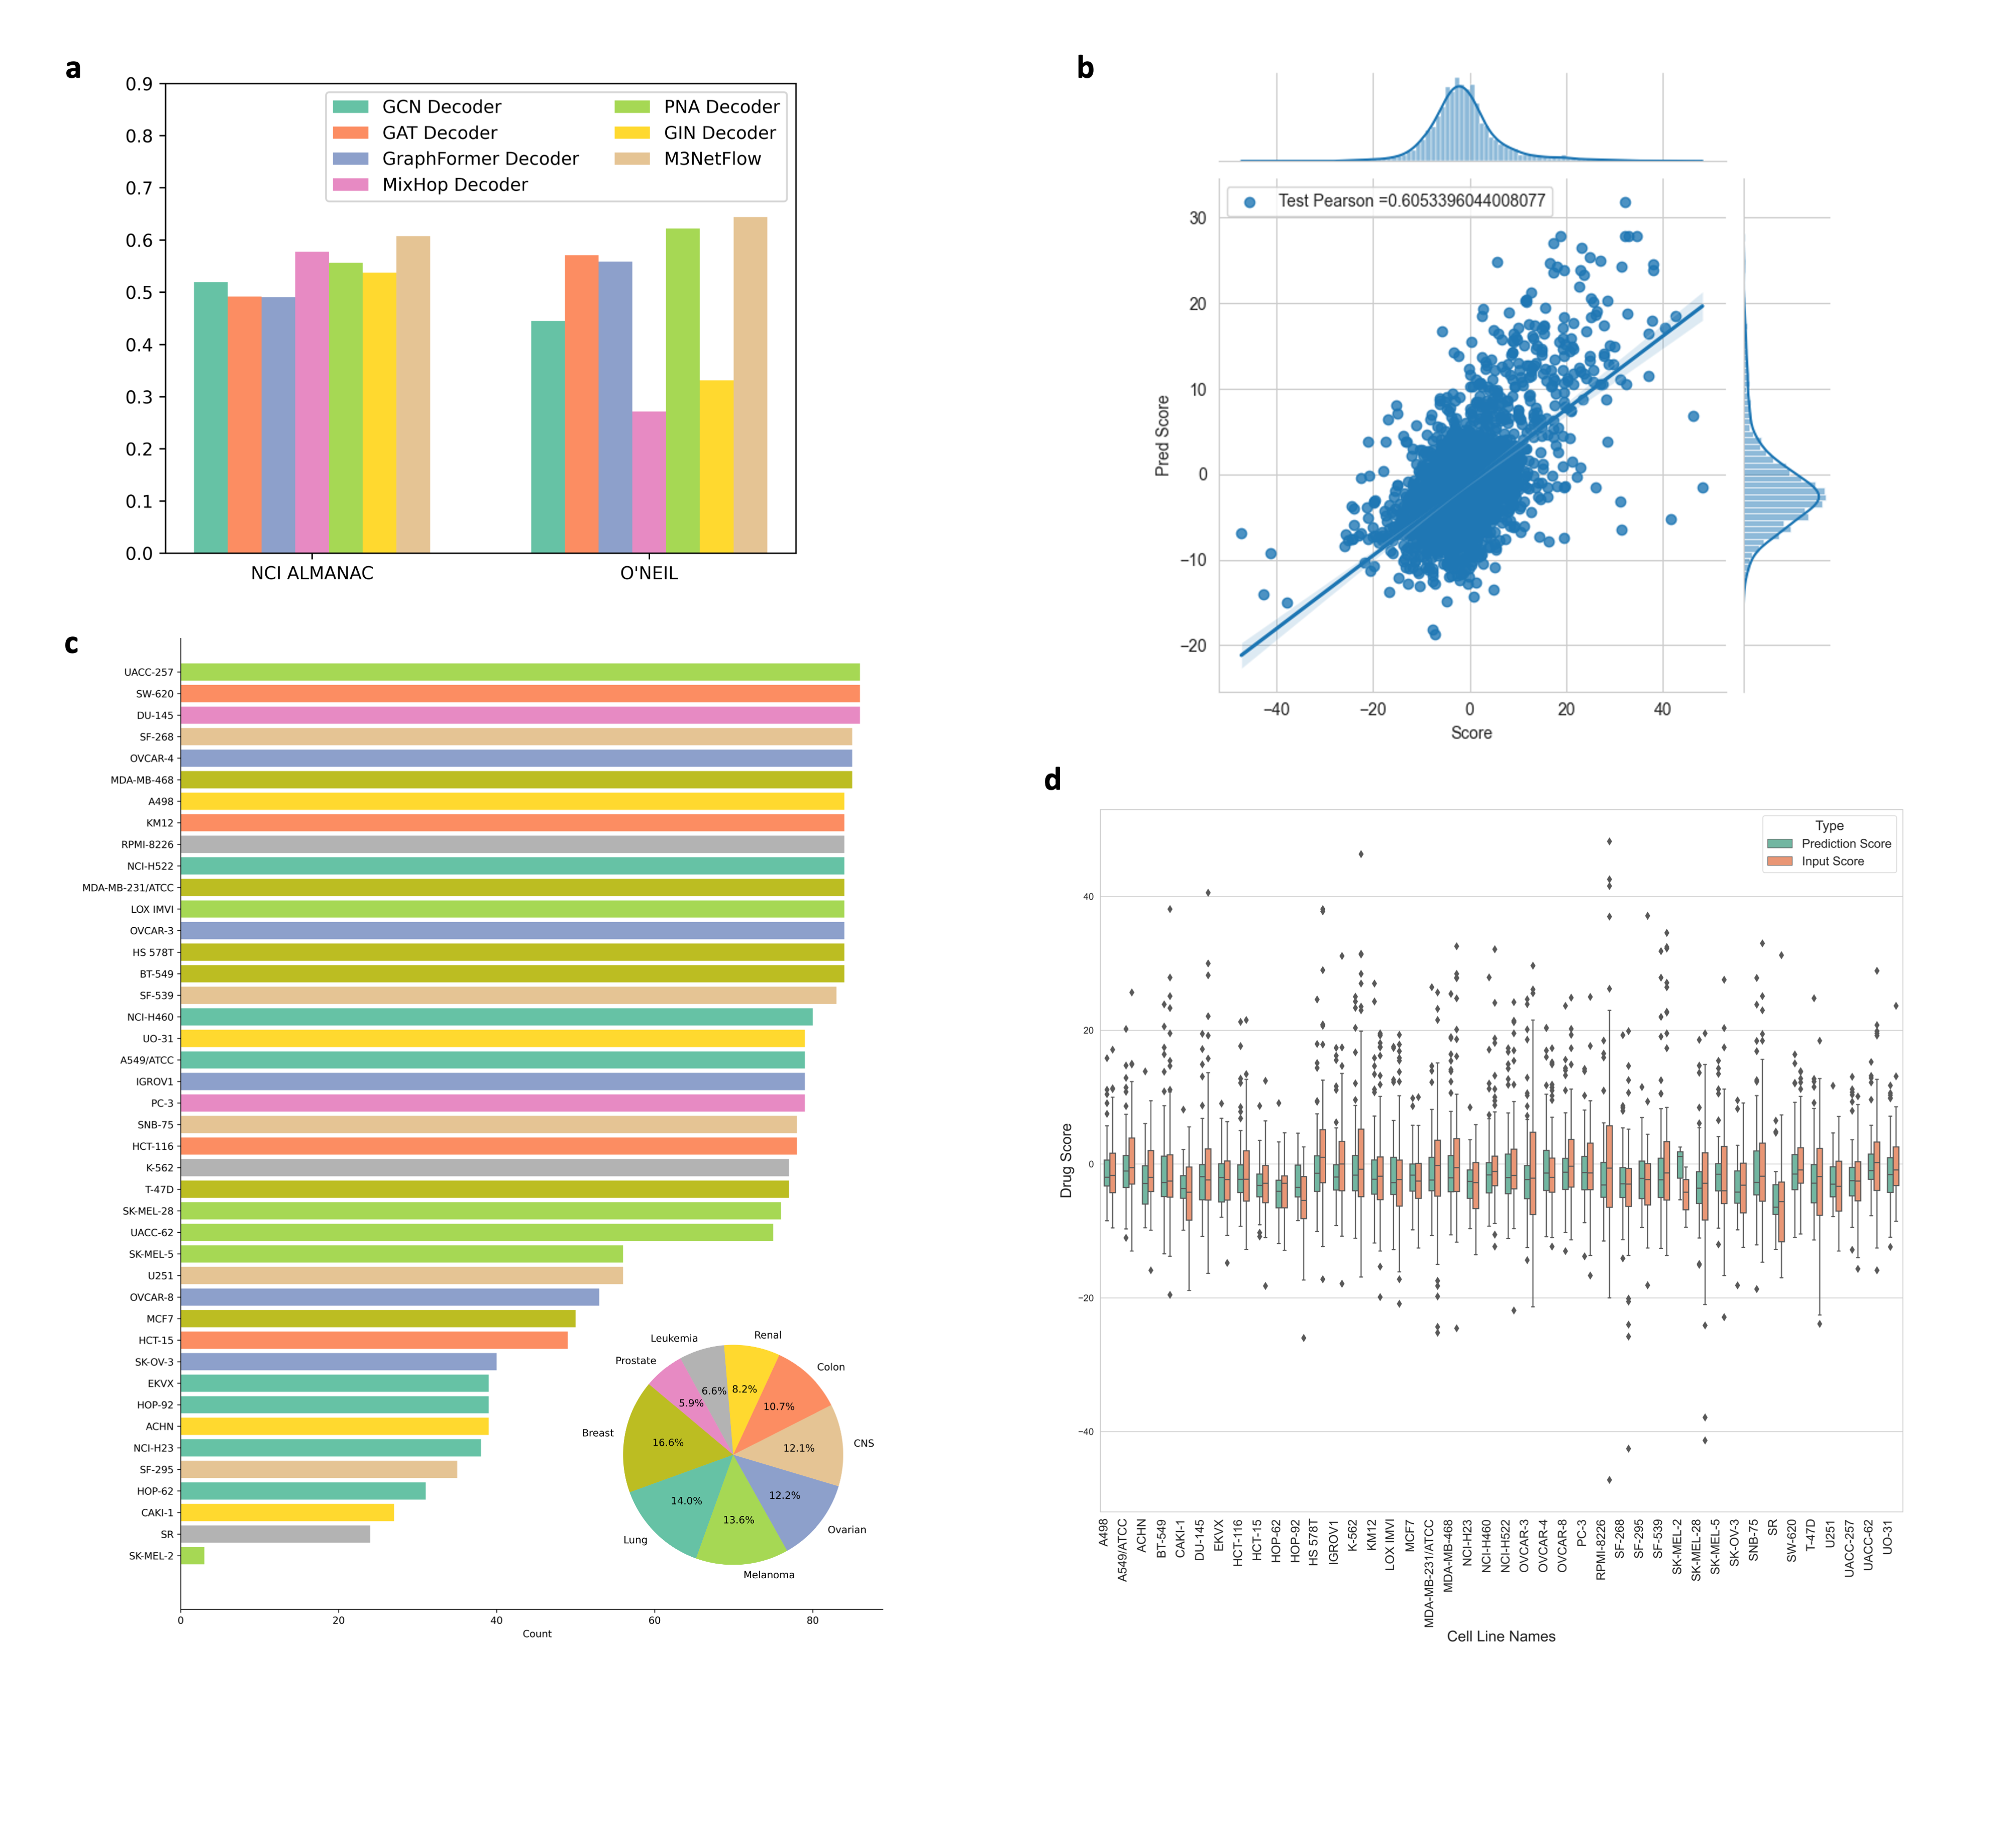 a
0.9
0.8
0.7
0.6
0.5
0.4
0.3
0.2
0.1
0.0
GCN Decoder
GAT Decoder
GraphFormer Decoder
MixHop Decoder
PNA Decoder
GIN Decoder
M3NetFlow
NCI ALMANAC
O'NEIL
b
Test Pearson =0.6053396044008077
30
20
10
0
−10
−20
Pred Score
−40
−20
0
20
40
Score
c
UACC-257
SW-620
DU-145
SF-268
OVCAR-4
MDA-MB-468
A498
KM12
RPMI-8226
NCI-H522
MDA-MB-231/ATCC
LOX IMVI
OVCAR-3
HS 578T
BT-549
SF-539
NCI-H460
UO-31
A549/ATCC
IGROV1
PC-3
SNB-75
HCT-116
K-562
T-47D
SK-MEL-28
UACC-62
SK-MEL-5
U251
OVCAR-8
MCF7
HCT-15
SK-OV-3
EKVX
HOP-92
ACHN
NCI-H23
SF-295
HOP-62
CAKI-1
SR
SK-MEL-2
0
20
40
60
80
Count
Renal
Leukemia
Prostate
Colon
Breast
CNS
Lung
Ovarian
Melanoma
8.2%
6.6%
5.9%
10.7%
16.6%
12.1%
14.0%
12.2%
13.6%
d
Type
Prediction Score
Input Score
40
20
0
−20
−40
Drug Score
A498
A549/ATCC
ACHN
BT-549
CAKI-1
DU-145
EKVX
HCT-116
HCT-15
HOP-62
HOP-92
HS 578T
IGROV1
K-562
KM12
LOX IMVI
MCF7
MDA-MB-231/ATCC
MDA-MB-468
NCI-H23
NCI-H460
NCI-H522
OVCAR-3
OVCAR-4
OVCAR-8
PC-3
RPMI-8226
SF-268
SF-295
SF-539
SK-MEL-2
SK-MEL-28
SK-MEL-5
SK-OV-3
SNB-75
SR
SW-620
T-47D
U251
UACC-257
UACC-62
UO-31
Cell Line Names